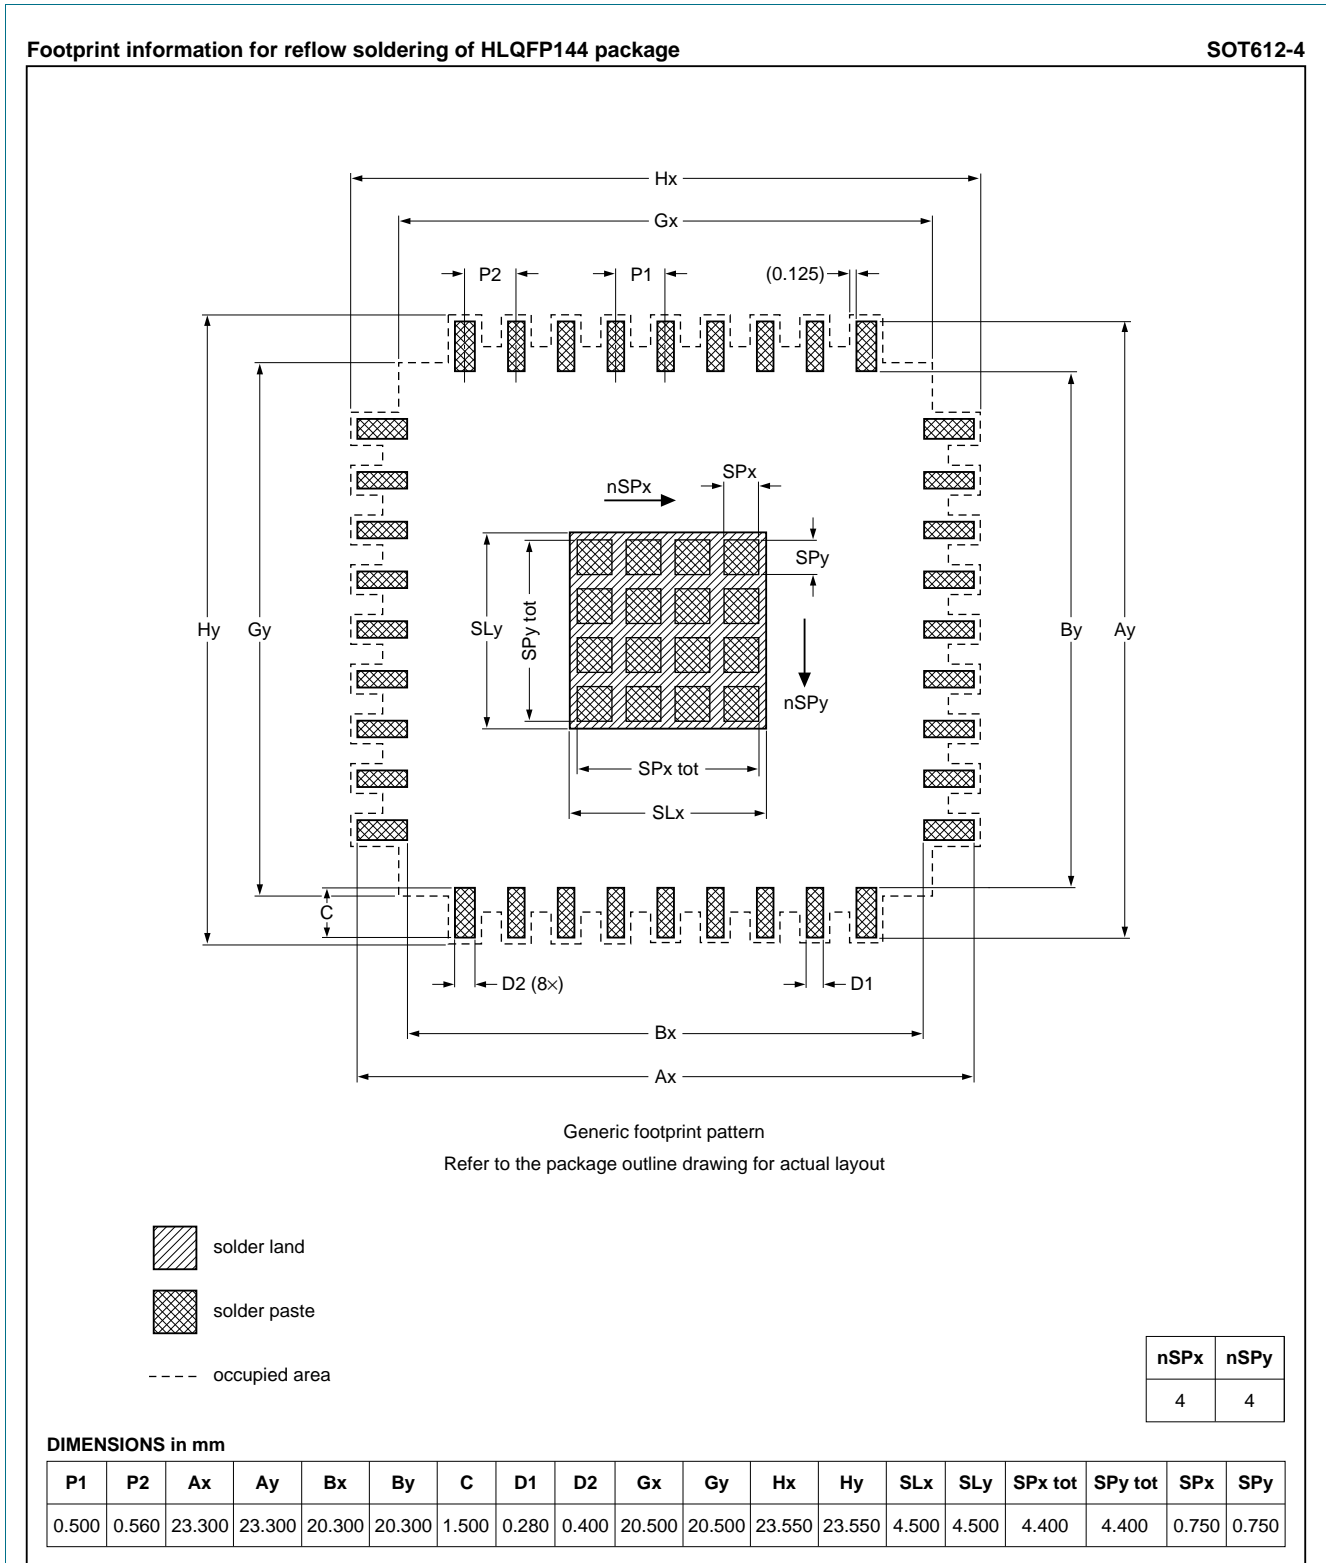 Footprint information for reflow soldering of HLQFP144 package SOT612-4
Hx
Gx
P2 P1 (0.125)
SPx
nSPx
SPy
Hy Gy SLy SPy tot By Ay
nSPy
SPx tot
SLx
C
D2 (8×) D1
Bx
Ax
Generic footprint pattern
Refer to the package outline drawing for actual layout
solder land
solder paste
occupied area
nSPx nSPy
4 4
DIMENSIONS in mm
P1 P2 Ax Ay Bx By C D1 D2 Gx Gy Hx Hy SLx SLy SPx tot SPy tot SPx SPy
0.500 0.560 23.300 23.300 20.300 20.300 1.500 0.280 0.400 20.500 20.500 23.550 23.550 4.500 4.500 4.400 4.400 0.750 0.750